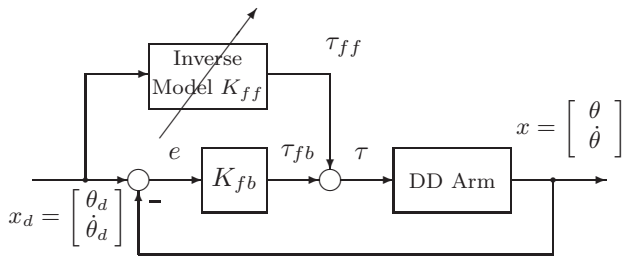 τ_ff
Inverse
Model K_ff
x = [θ θ̇]
e
τ_fb
τ
K_fb
DD Arm
x_d = [θ_d θ̇_d]
−